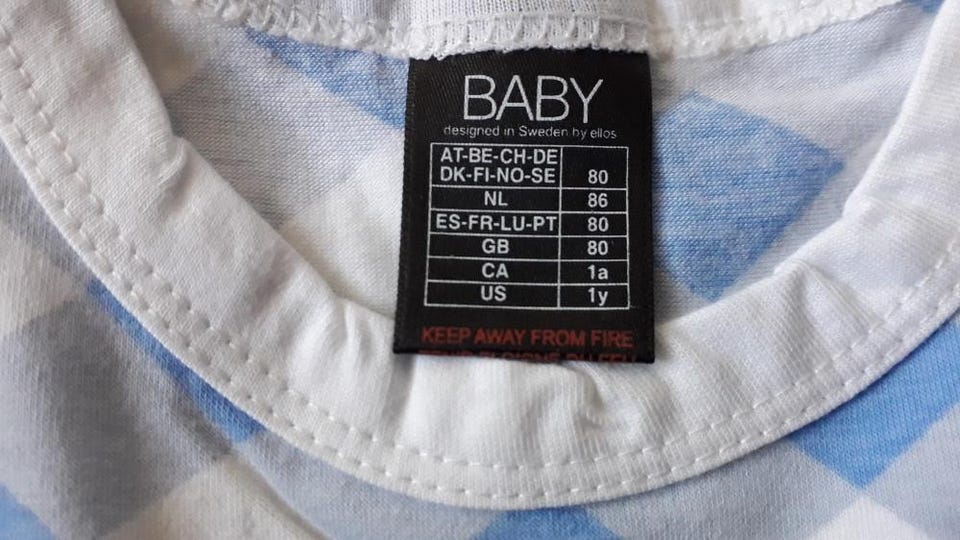 BABY
designed in Sweden by ellos
AT-BE-CH-DE
DK-FI-NO-SE 80
NL 86
ES-FR-LU-PT 80
GB 80
CA 1a
US 1y
KEEP AWAY FROM FIRE